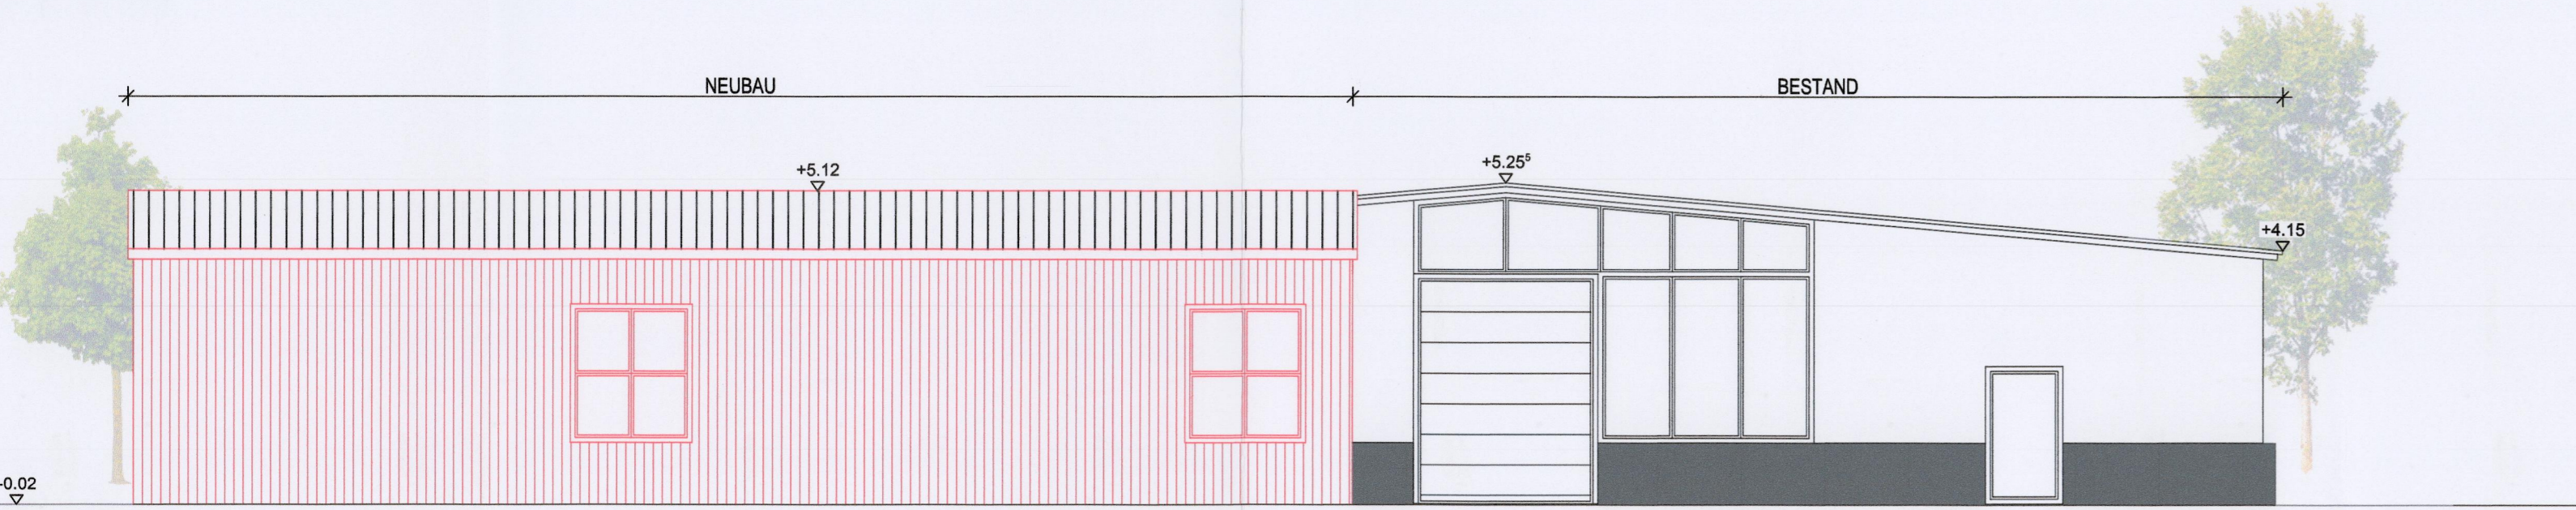 NEUBAU
BESTAND
+5.12
+5.25⁵
+4.15
-0.02